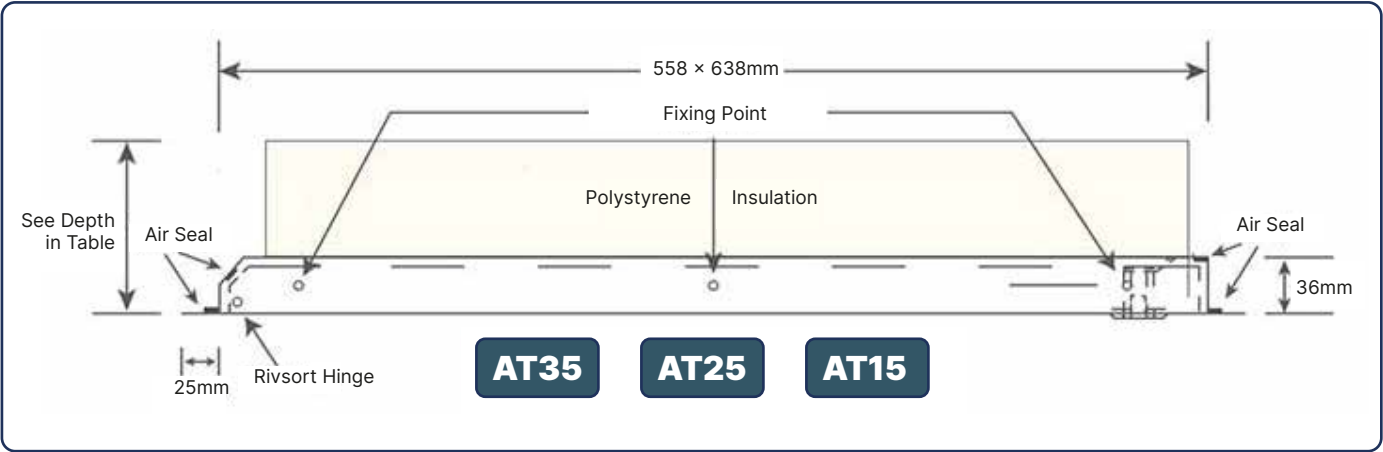 558 × 638mm
Fixing Point
Polystyrene Insulation
See Depth
in Table
Air Seal
Air Seal
36mm
25mm
Rivsort Hinge
AT35
AT25
AT15